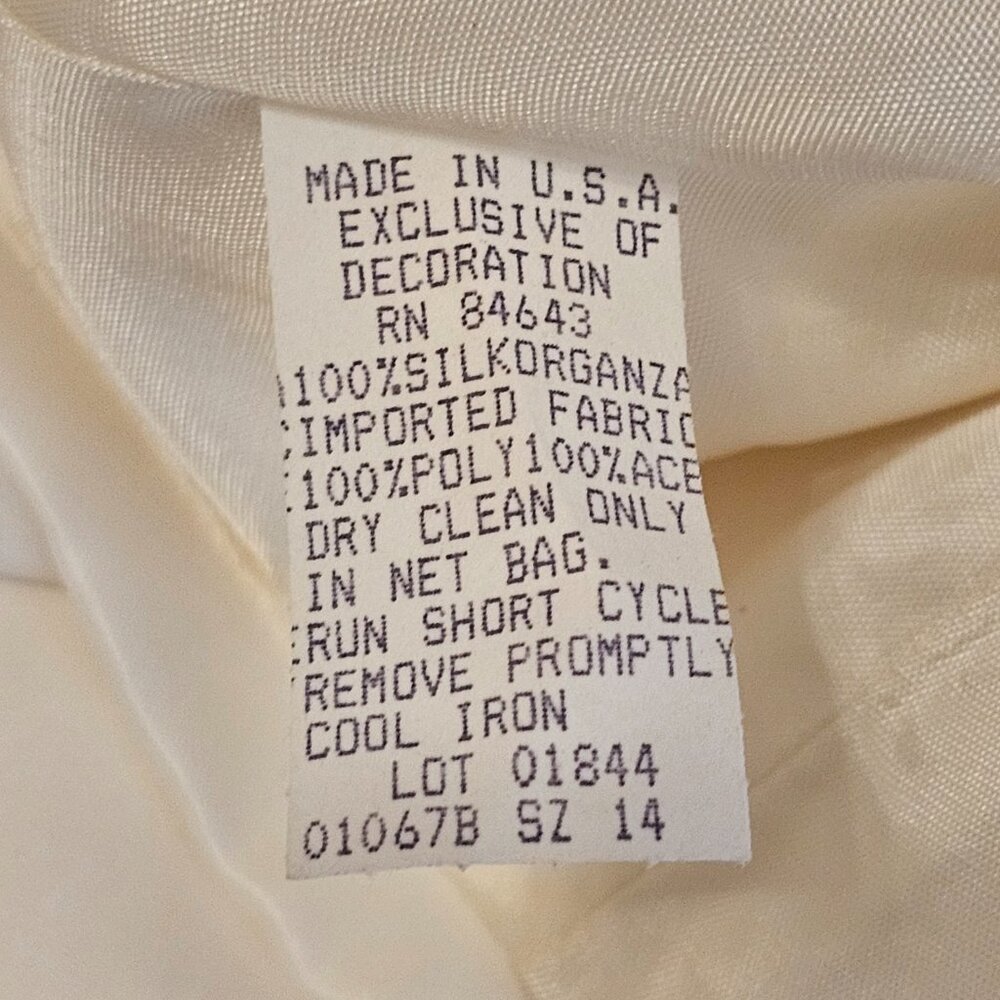 MADE IN U.S.A.
EXCLUSIVE OF
DECORATION
RN 84643
100%SILKORGANZA
IMPORTED FABRIC
100%POLY100%ACE
DRY CLEAN ONLY
IN NET BAG.
RUN SHORT CYCLE
REMOVE PROMPTLY
COOL IRON
LOT 01844
01067B SZ 14